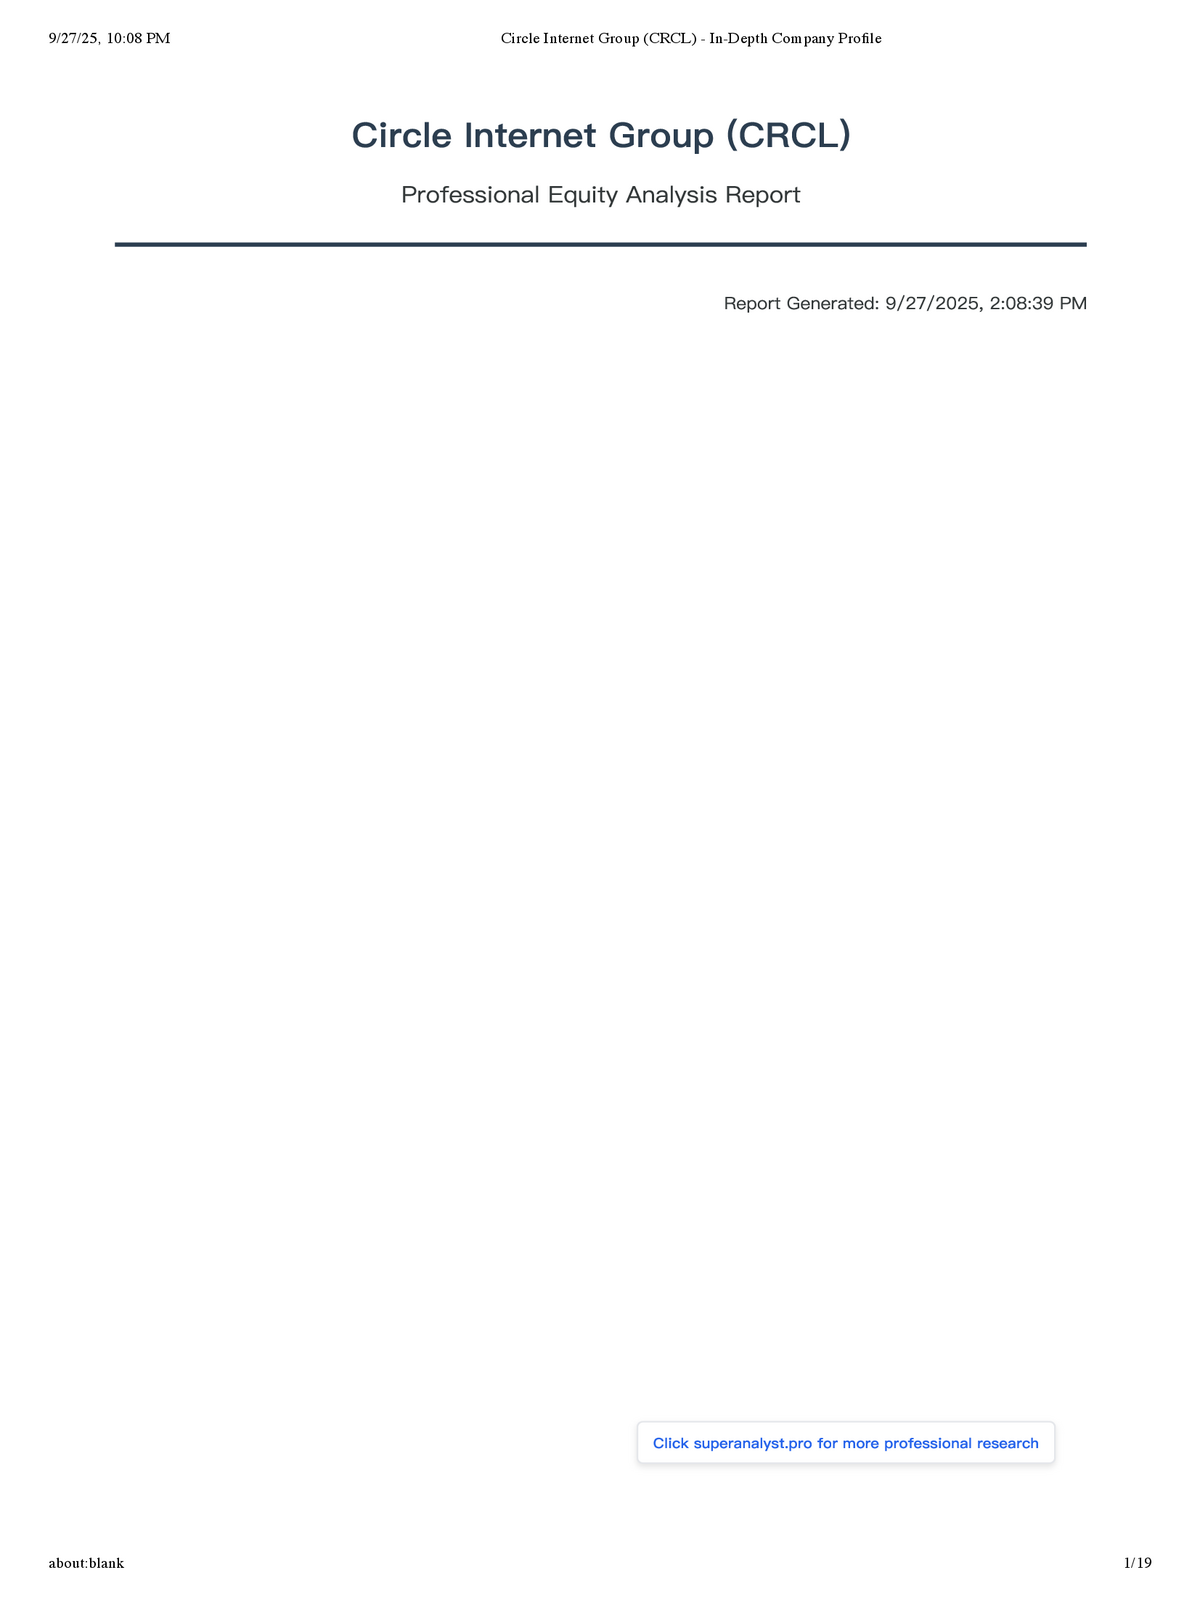 9/27/25, 10:08 PM
Circle Internet Group (CRCL) - In-Depth Company Profile
Circle Internet Group (CRCL)
Professional Equity Analysis Report
Report Generated: 9/27/2025, 2:08:39 PM
Click superanalyst.pro for more professional research
about:blank
1/19